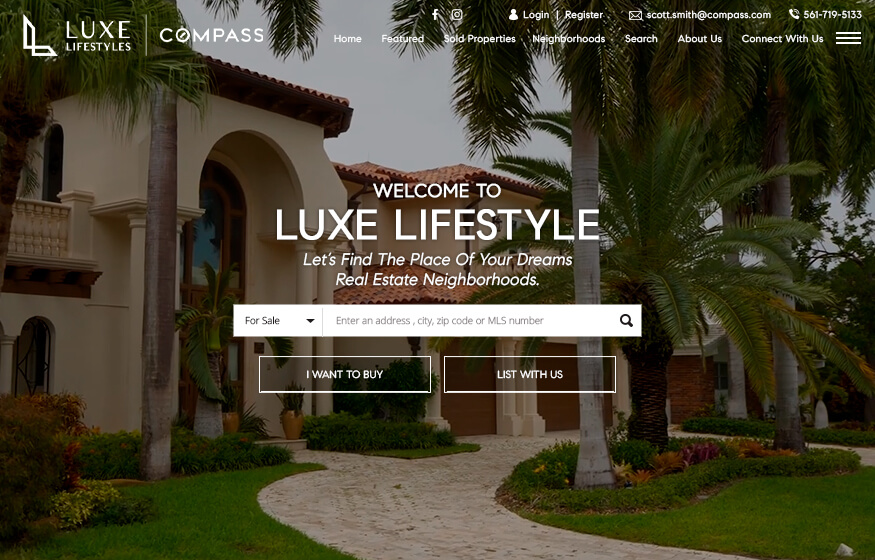 Login | Register
scott.smith@compass.com
561-719-5133
LUXE
LIFESTYLES
COMPASS
Home
Featured
Sold Properties
Neighborhoods
Search
About Us
Connect With Us
WELCOME TO
LUXE LIFESTYLE
Let's Find The Place Of Your Dreams
Real Estate Neighborhoods.
For Sale
Enter an address , city, zip code or MLS number
I WANT TO BUY
LIST WITH US